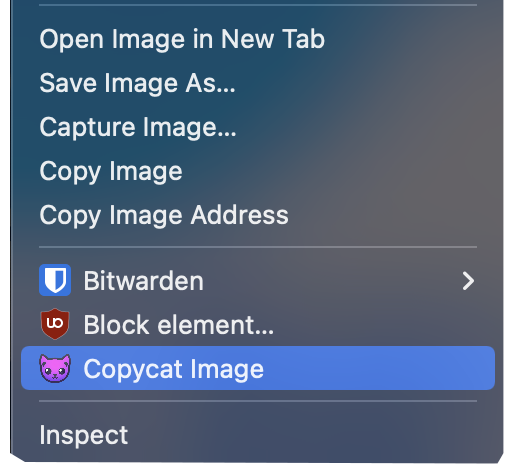 Open Image in New Tab
Save Image As...
Capture Image...
Copy Image
Copy Image Address
Bitwarden
uo Block element...
Copycat Image
Inspect